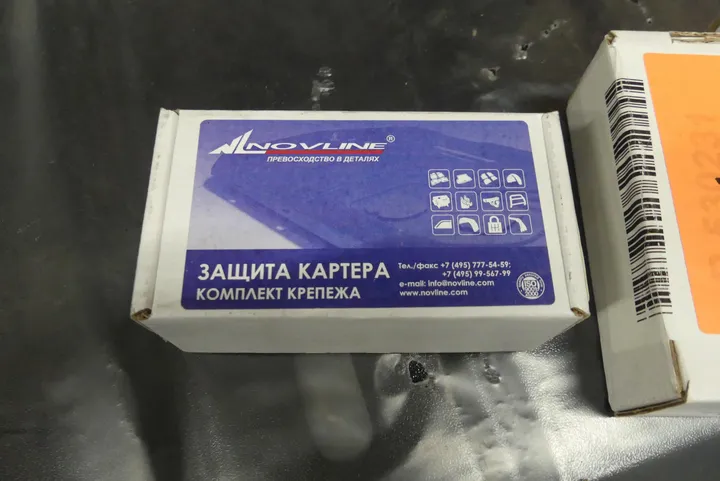 NOVLINE®
ПРЕВОСХОДСТВО В ДЕТАЛЯХ
ЗАЩИТА КАРТЕРА
КОМПЛЕКТ КРЕПЕЖА
Тел./факс +7 (495) 777-54-59;
+7 (495) 99-567-99
e-mail: info@novline.com
www.novline.com
ISO